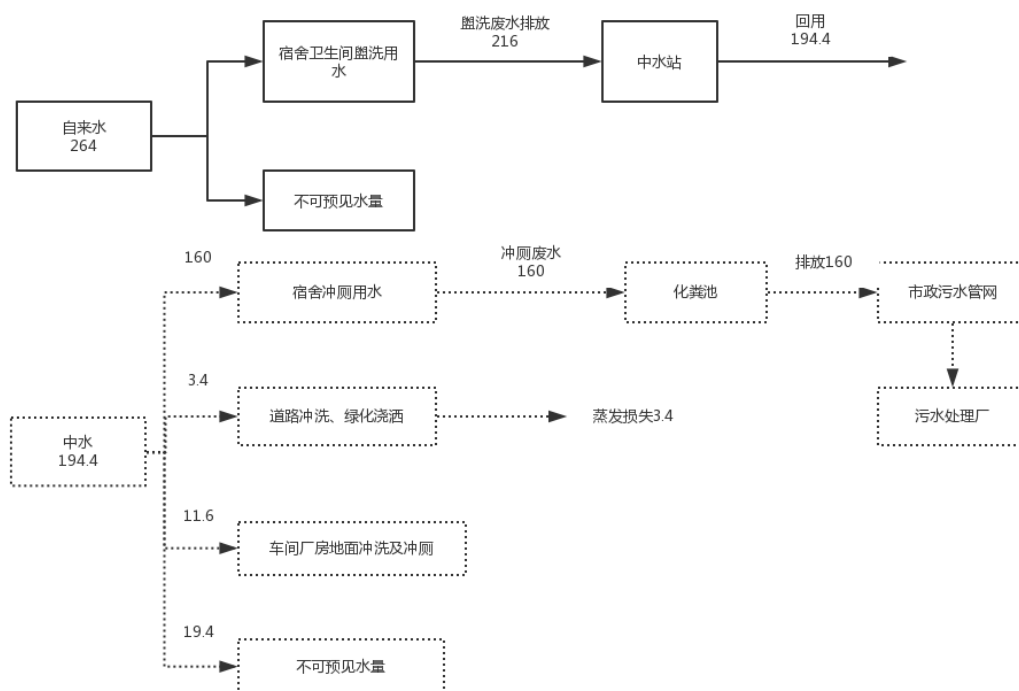 盥洗废水排放
216
回用
194.4
宿舍卫生间盥洗用
水
中水站
自来水
264
不可预见水量
160
冲厕废水
160
排放160
宿舍冲厕用水
化粪池
市政污水管网
3.4
道路冲洗、绿化浇洒
蒸发损失3.4
污水处理厂
中水
194.4
11.6
车间厂房地面冲洗及冲厕
19.4
不可预见水量